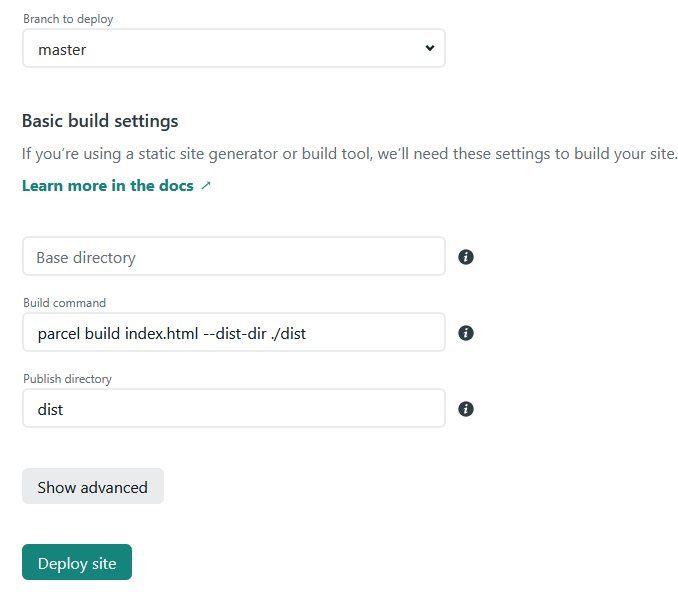 Branch to deploy
master
Basic build settings
If you’re using a static site generator or build tool, we’ll need these settings to build your site.
Learn more in the docs ↗
Base directory
Build command
parcel build index.html --dist-dir ./dist
Publish directory
dist
Show advanced
Deploy site